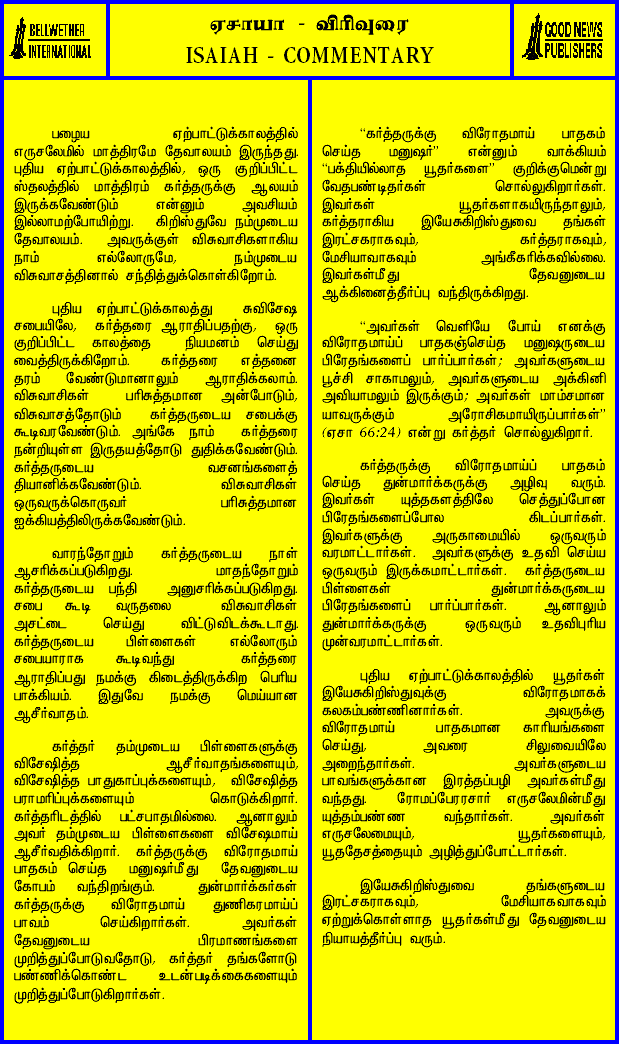 BELLWETHER
INTERNATIONAL
ஏசாயா - விரிவுரை
ISAIAH - COMMENTARY
GOOD NEWS
PUBLISHERS
பழைய ஏற்பாட்டுக்காலத்தில்
எருசலேமில் மாத்திரமே தேவாலயம் இருந்தது.
புதிய ஏற்பாட்டுக்காலத்தில், ஒரு குறிப்பிட்ட
ஸ்தலத்தில் மாத்திரம் கர்த்தருக்கு ஆலயம்
இருக்கவேண்டும் என்னும் அவசியம்
இல்லாமற்போயிற்று. கிறிஸ்துவே நம்முடைய
தேவாலயம். அவருக்குள் விசுவாசிகளாகிய
நாம் எல்லோருமே, நம்முடைய
விசுவாசத்தினால் சந்தித்துக்கொள்கிறோம்.
புதிய ஏற்பாட்டுக்காலத்து சுவிசேஷ
சபையிலே, கர்த்தரை ஆராதிப்பதற்கு, ஒரு
குறிப்பிட்ட காலத்தை நியமனம் செய்து
வைத்திருக்கிறோம். கர்த்தரை எத்தனை
தரம் வேண்டுமானாலும் ஆராதிக்கலாம்.
விசுவாசிகள் பரிசுத்தமான அன்போடும்,
விசுவாசத்தோடும் கர்த்தருடைய சபைக்கு
கூடிவரவேண்டும். அங்கே நாம் கர்த்தரை
நன்றியுள்ள இருதயத்தோடு துதிக்கவேண்டும்.
கர்த்தருடைய வசனங்களைத்
தியானிக்கவேண்டும். விசுவாசிகள்
ஒருவருக்கொருவர் பரிசுத்தமான
ஐக்கியத்திலிருக்கவேண்டும்.
வாரந்தோறும் கர்த்தருடைய நாள்
ஆசரிக்கப்படுகிறது. மாதந்தோறும்
கர்த்தருடைய பந்தி அனுசரிக்கப்படுகிறது.
சபை கூடி வருதலை விசுவாசிகள்
அசட்டை செய்து விட்டுவிடக்கூடாது.
கர்த்தருடைய பிள்ளைகள் எல்லோரும்
சபையாராக கூடிவந்து கர்த்தரை
ஆராதிப்பது நமக்கு கிடைத்திருக்கிற பெரிய
பாக்கியம். இதுவே நமக்கு மெய்யான
ஆசீர்வாதம்.
கர்த்தர் தம்முடைய பிள்ளைகளுக்கு
விசேஷித்த ஆசீர்வாதங்களையும்,
விசேஷித்த பாதுகாப்புக்களையும், விசேஷித்த
பராமரிப்புக்களையும் கொடுக்கிறார்.
கர்த்தரிடத்தில் பட்சபாதமில்லை. ஆனாலும்
அவர் தம்முடைய பிள்ளைகளை விசேஷமாய்
ஆசீர்வதிக்கிறார். கர்த்தருக்கு விரோதமாய்
பாதகம் செய்த மனுஷர்மீது தேவனுடைய
கோபம் வந்திறங்கும். துன்மார்க்கர்கள்
கர்த்தருக்கு விரோதமாய் துணிகரமாய்ப்
பாவம் செய்கிறார்கள். அவர்கள்
தேவனுடைய பிரமாணங்களை
முறித்துப்போடுவதோடு, கர்த்தர் தங்களோடு
பண்ணிக்கொண்ட உடன்படிக்கைகளையும்
முறித்துப்போடுகிறார்கள்.
“கர்த்தருக்கு விரோதமாய் பாதகம்
செய்த மனுஷர்” என்னும் வாக்கியம்
“பக்தியில்லாத யூதர்களை” குறிக்குமென்று
வேதபண்டிதர்கள் சொல்லுகிறார்கள்.
இவர்கள் யூதர்களாகயிருந்தாலும்,
கர்த்தராகிய இயேசுகிறிஸ்துவை தங்கள்
இரட்சகராகவும், கர்த்தராகவும்,
மேசியாவாகவும் அங்கீகரிக்கவில்லை.
இவர்கள்மீது தேவனுடைய
ஆக்கினைத்தீர்ப்பு வந்திருக்கிறது.
“அவர்கள் வெளியே போய் எனக்கு
விரோதமாய்ப் பாதகஞ்செய்த மனுஷருடைய
பிரேதங்களைப் பார்ப்பார்கள்; அவர்களுடைய
பூச்சி சாகாமலும், அவர்களுடைய அக்கினி
அவியாமலும் இருக்கும்; அவர்கள் மாம்சமான
யாவருக்கும் அரோசிகமாயிருப்பார்கள்”
(ஏசா 66:24) என்று கர்த்தர் சொல்லுகிறார்.
கர்த்தருக்கு விரோதமாய்ப் பாதகம்
செய்த துன்மார்க்கருக்கு அழிவு வரும்.
இவர்கள் யுத்தகளத்திலே செத்துப்போன
பிரேதங்களைப்போல கிடப்பார்கள்.
இவர்களுக்கு அருகாமையில் ஒருவரும்
வரமாட்டார்கள். அவர்களுக்கு உதவி செய்ய
ஒருவரும் இருக்கமாட்டார்கள். கர்த்தருடைய
பிள்ளைகள் துன்மார்க்கருடைய
பிரேதங்களைப் பார்ப்பார்கள். ஆனாலும்
துன்மார்க்கருக்கு ஒருவரும் உதவிபுரிய
முன்வரமாட்டார்கள்.
புதிய ஏற்பாட்டுக்காலத்தில் யூதர்கள்
இயேசுகிறிஸ்துவுக்கு விரோதமாகக்
கலகம்பண்ணினார்கள். அவருக்கு
விரோதமாய் பாதகமான காரியங்களை
செய்து, அவரை சிலுவையிலே
அறைந்தார்கள். அவர்களுடைய
பாவங்களுக்கான இரத்தப்பழி அவர்கள்மீது
வந்தது. ரோமப்பேரரசார் எருசலேமின்மீது
யுத்தம்பண்ண வந்தார்கள். அவர்கள்
எருசலேமையும், யூதர்களையும்,
யூததேசத்தையும் அழித்துப்போட்டார்கள்.
இயேசுகிறிஸ்துவை தங்களுடைய
இரட்சகராகவும், மேசியாகவாகவும்
ஏற்றுக்கொள்ளாத யூதர்கள்மீது தேவனுடைய
நியாயத்தீர்ப்பு வரும்.